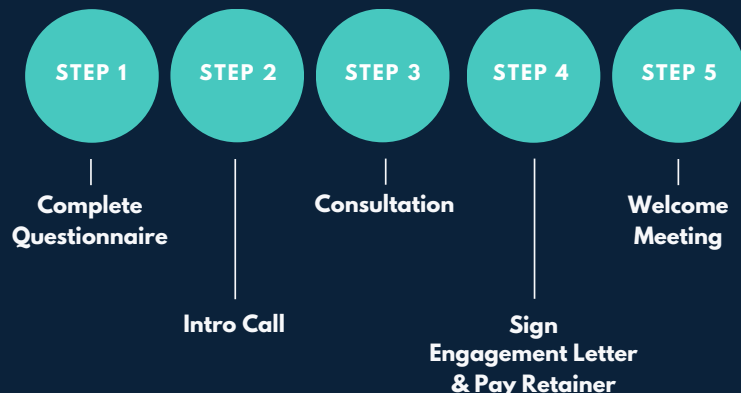 STEP 1
STEP 2
STEP 3
STEP 4
STEP 5
Complete
Questionnaire
Intro Call
Consultation
Sign
Engagement Letter
& Pay Retainer
Welcome
Meeting